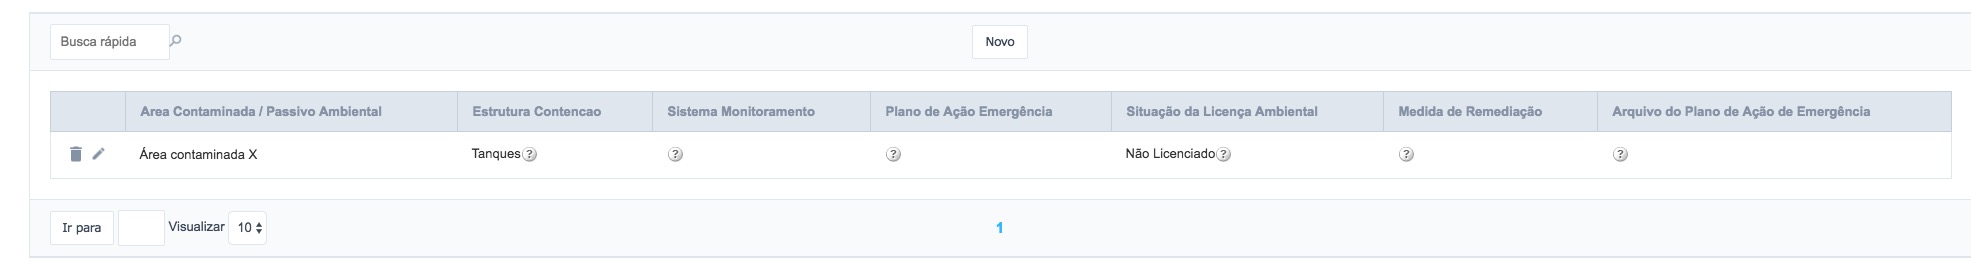 Busca rápida
Novo
Area Contaminada / Passivo Ambiental Estrutura Contencao Sistema Monitoramento Plano de Ação Emergência Situação da Licença Ambiental Medida de Remediação Arquivo do Plano de Ação de Emergência
Área contaminada X Tanques ? ? ? Não Licenciado ? ? ?
Ir para Visualizar 10 1